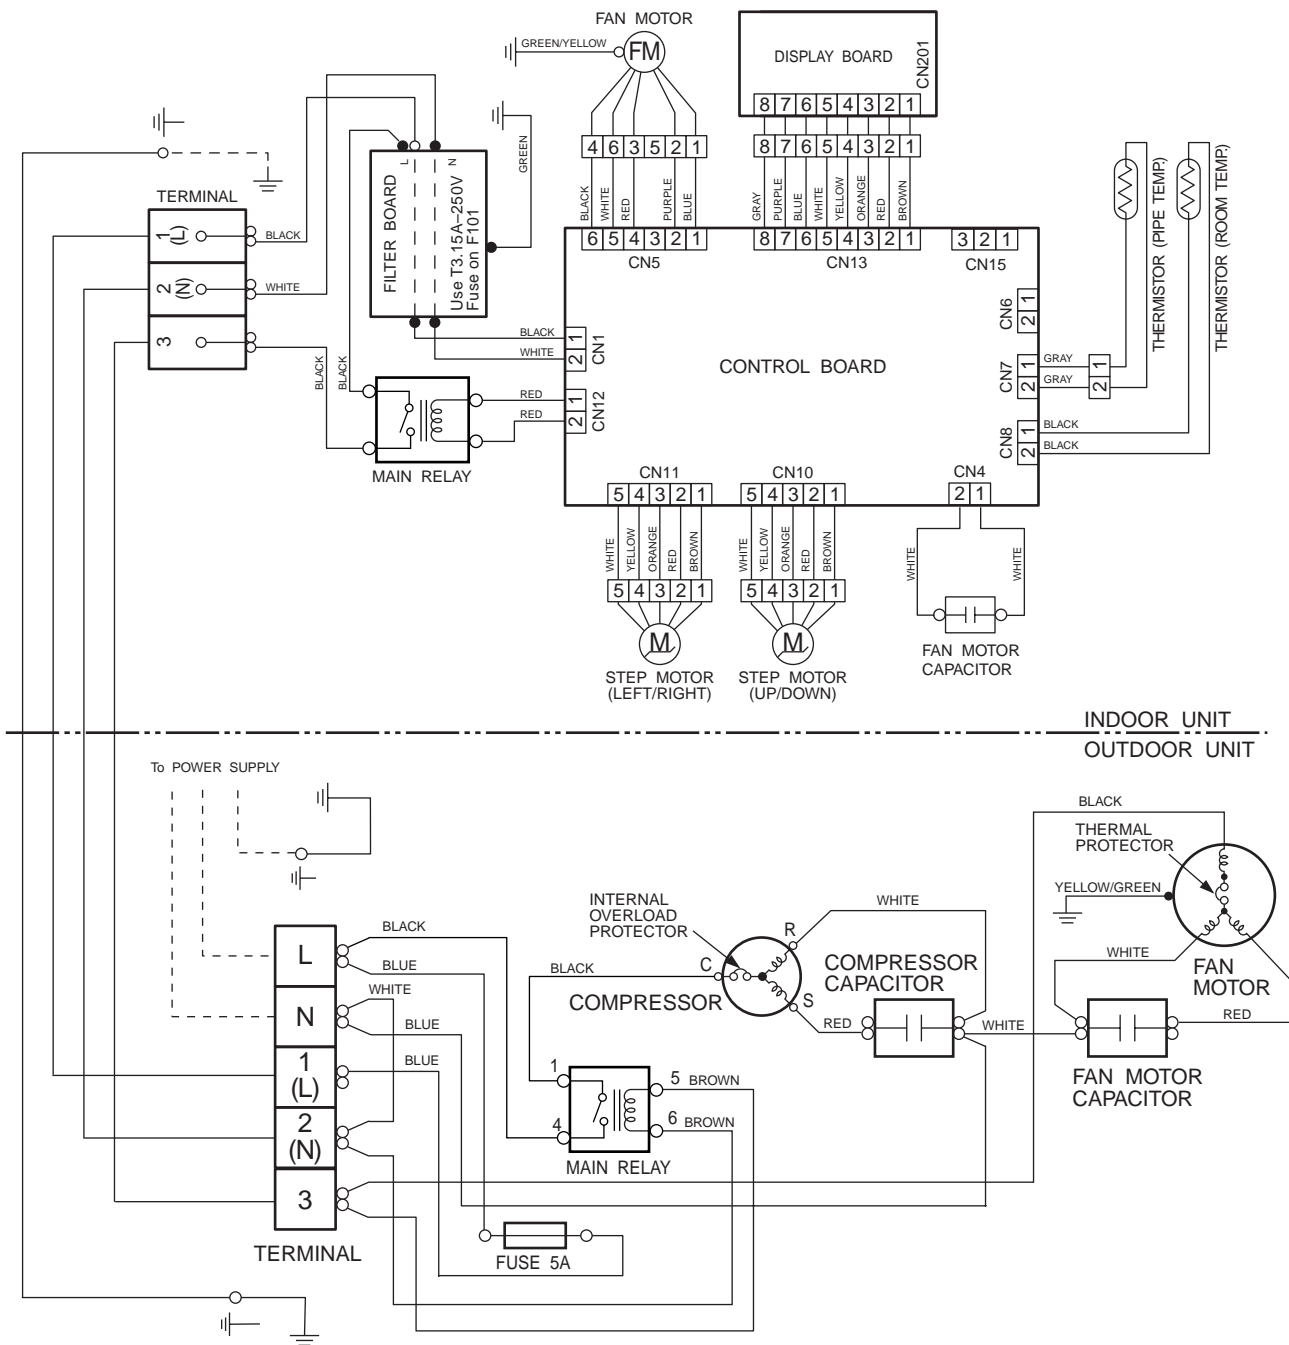 FAN MOTOR
GREEN/YELLOW
FM
DISPLAY BOARD
CN201
8 7 6 5 4 3 2 1
4 6 3 5 2 1
8 7 6 5 4 3 2 1
GREEN
BLACK
WHITE
RED
PURPLE
BLUE
GRAY
PURPLE
BLUE
WHITE
YELLOW
ORANGE
RED
BROWN
6 5 4 3 2 1
CN5
8 7 6 5 4 3 2 1
CN13
3 2 1
CN15
THERMISTOR (PIPE TEMP.)
THERMISTOR (ROOM TEMP.)
TERMINAL
1
(L)
BLACK
2
(N)
WHITE
3
L
N
FILTER BOARD
Use T3.15A–250V
Fuse on F101
BLACK
BLACK
BLACK
WHITE
1
2
CN1
RED
RED
1
2
CN12
MAIN RELAY
CONTROL BOARD
CN6
1
2
CN7
1
2
GRAY
GRAY
1
2
CN8
1
2
BLACK
BLACK
CN11
5 4 3 2 1
WHITE
YELLOW
ORANGE
RED
BROWN
5 4 3 2 1
M
STEP MOTOR
(LEFT/RIGHT)
CN10
5 4 3 2 1
WHITE
YELLOW
ORANGE
RED
BROWN
5 4 3 2 1
M
STEP MOTOR
(UP/DOWN)
CN4
2 1
WHITE
WHITE
FAN MOTOR
CAPACITOR
INDOOR UNIT
OUTDOOR UNIT
To POWER SUPPLY
L
N
1
(L)
2
(N)
3
TERMINAL
BLACK
BLUE
WHITE
BLUE
BLUE
FUSE 5A
INTERNAL
OVERLOAD
PROTECTOR
BLACK
C
R
S
COMPRESSOR
WHITE
RED
COMPRESSOR
CAPACITOR
WHITE
1
4
5
BROWN
6
BROWN
MAIN RELAY
BLACK
THERMAL
PROTECTOR
YELLOW/GREEN
WHITE
FAN
MOTOR
RED
FAN MOTOR
CAPACITOR